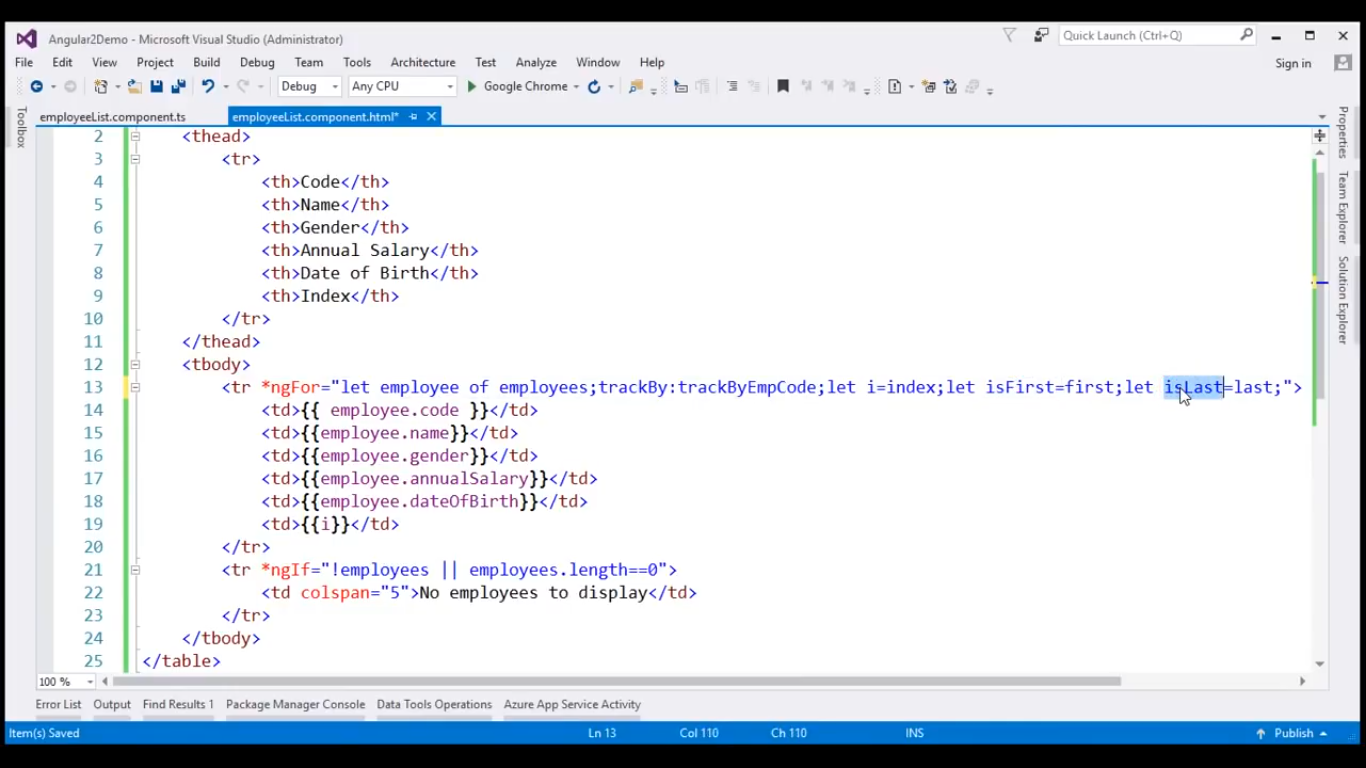 Angular2Demo - Microsoft Visual Studio (Administrator)
Quick Launch (Ctrl+Q)
File Edit View Project Build Debug Team Tools Architecture Test Analyze Window Help
Sign in
Debug Any CPU Google Chrome
Toolbox
employeeList.component.ts employeeList.component.html*
Properties
Team Explorer
Solution Explorer
2 <thead>
3 <tr>
4 <th>Code</th>
5 <th>Name</th>
6 <th>Gender</th>
7 <th>Annual Salary</th>
8 <th>Date of Birth</th>
9 <th>Index</th>
10 </tr>
11 </thead>
12 <tbody>
13 <tr *ngFor="let employee of employees;trackBy:trackByEmpCode;let i=index;let isFirst=first;let isLast=last;">
14 <td>{{ employee.code }}</td>
15 <td>{{employee.name}}</td>
16 <td>{{employee.gender}}</td>
17 <td>{{employee.annualSalary}}</td>
18 <td>{{employee.dateOfBirth}}</td>
19 <td>{{i}}</td>
20 </tr>
21 <tr *ngIf="!employees || employees.length==0">
22 <td colspan="5">No employees to display</td>
23 </tr>
24 </tbody>
25 </table>
100 %
Error List Output Find Results 1 Package Manager Console Data Tools Operations Azure App Service Activity
Item(s) Saved Ln 13 Col 110 Ch 110 INS Publish